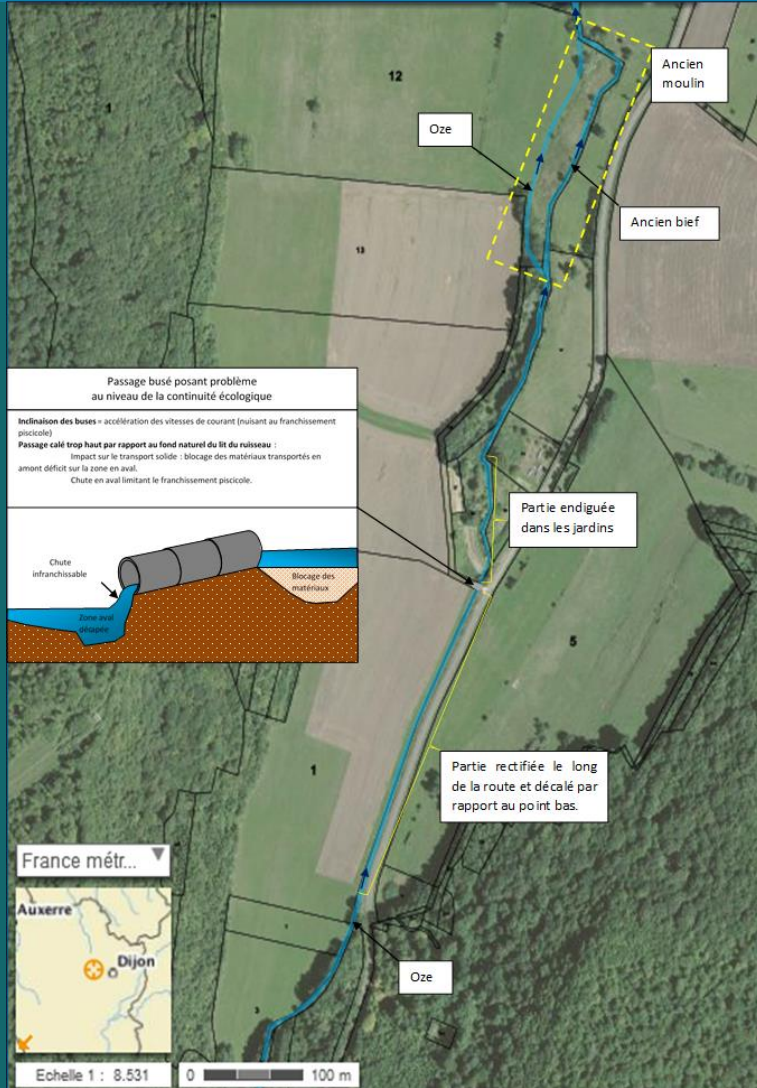 12
Ancien
moulin
1
Oze
Ancien bief
13
Passage busé posant problème
au niveau de la continuité écologique
Inclinaison des buses = accélération des vitesses de courant (nuisant au franchissement
piscicole)
Passage calé trop haut par rapport au fond naturel du lit du ruisseau :
Impact sur le transport solide : blocage des matériaux transportés en
amont déficit sur la zone en aval.
Chute en aval limitant le franchissement piscicole.
Partie endiguée
dans les jardins
Chute
infranchissable
Blocage des
matériaux
Zone aval
décapée
5
1
Partie rectifiée le long
de la route et décalé par
rapport au point bas.
France métr...
Auxerre
Dijon
Oze
3
Echelle 1 : 8.531
0 100 m